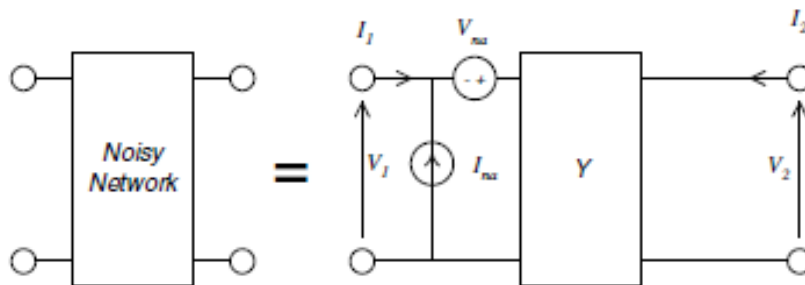 Noisy
Network
=
I1
Vna
I2
- +
V1
Ina
Y
V2